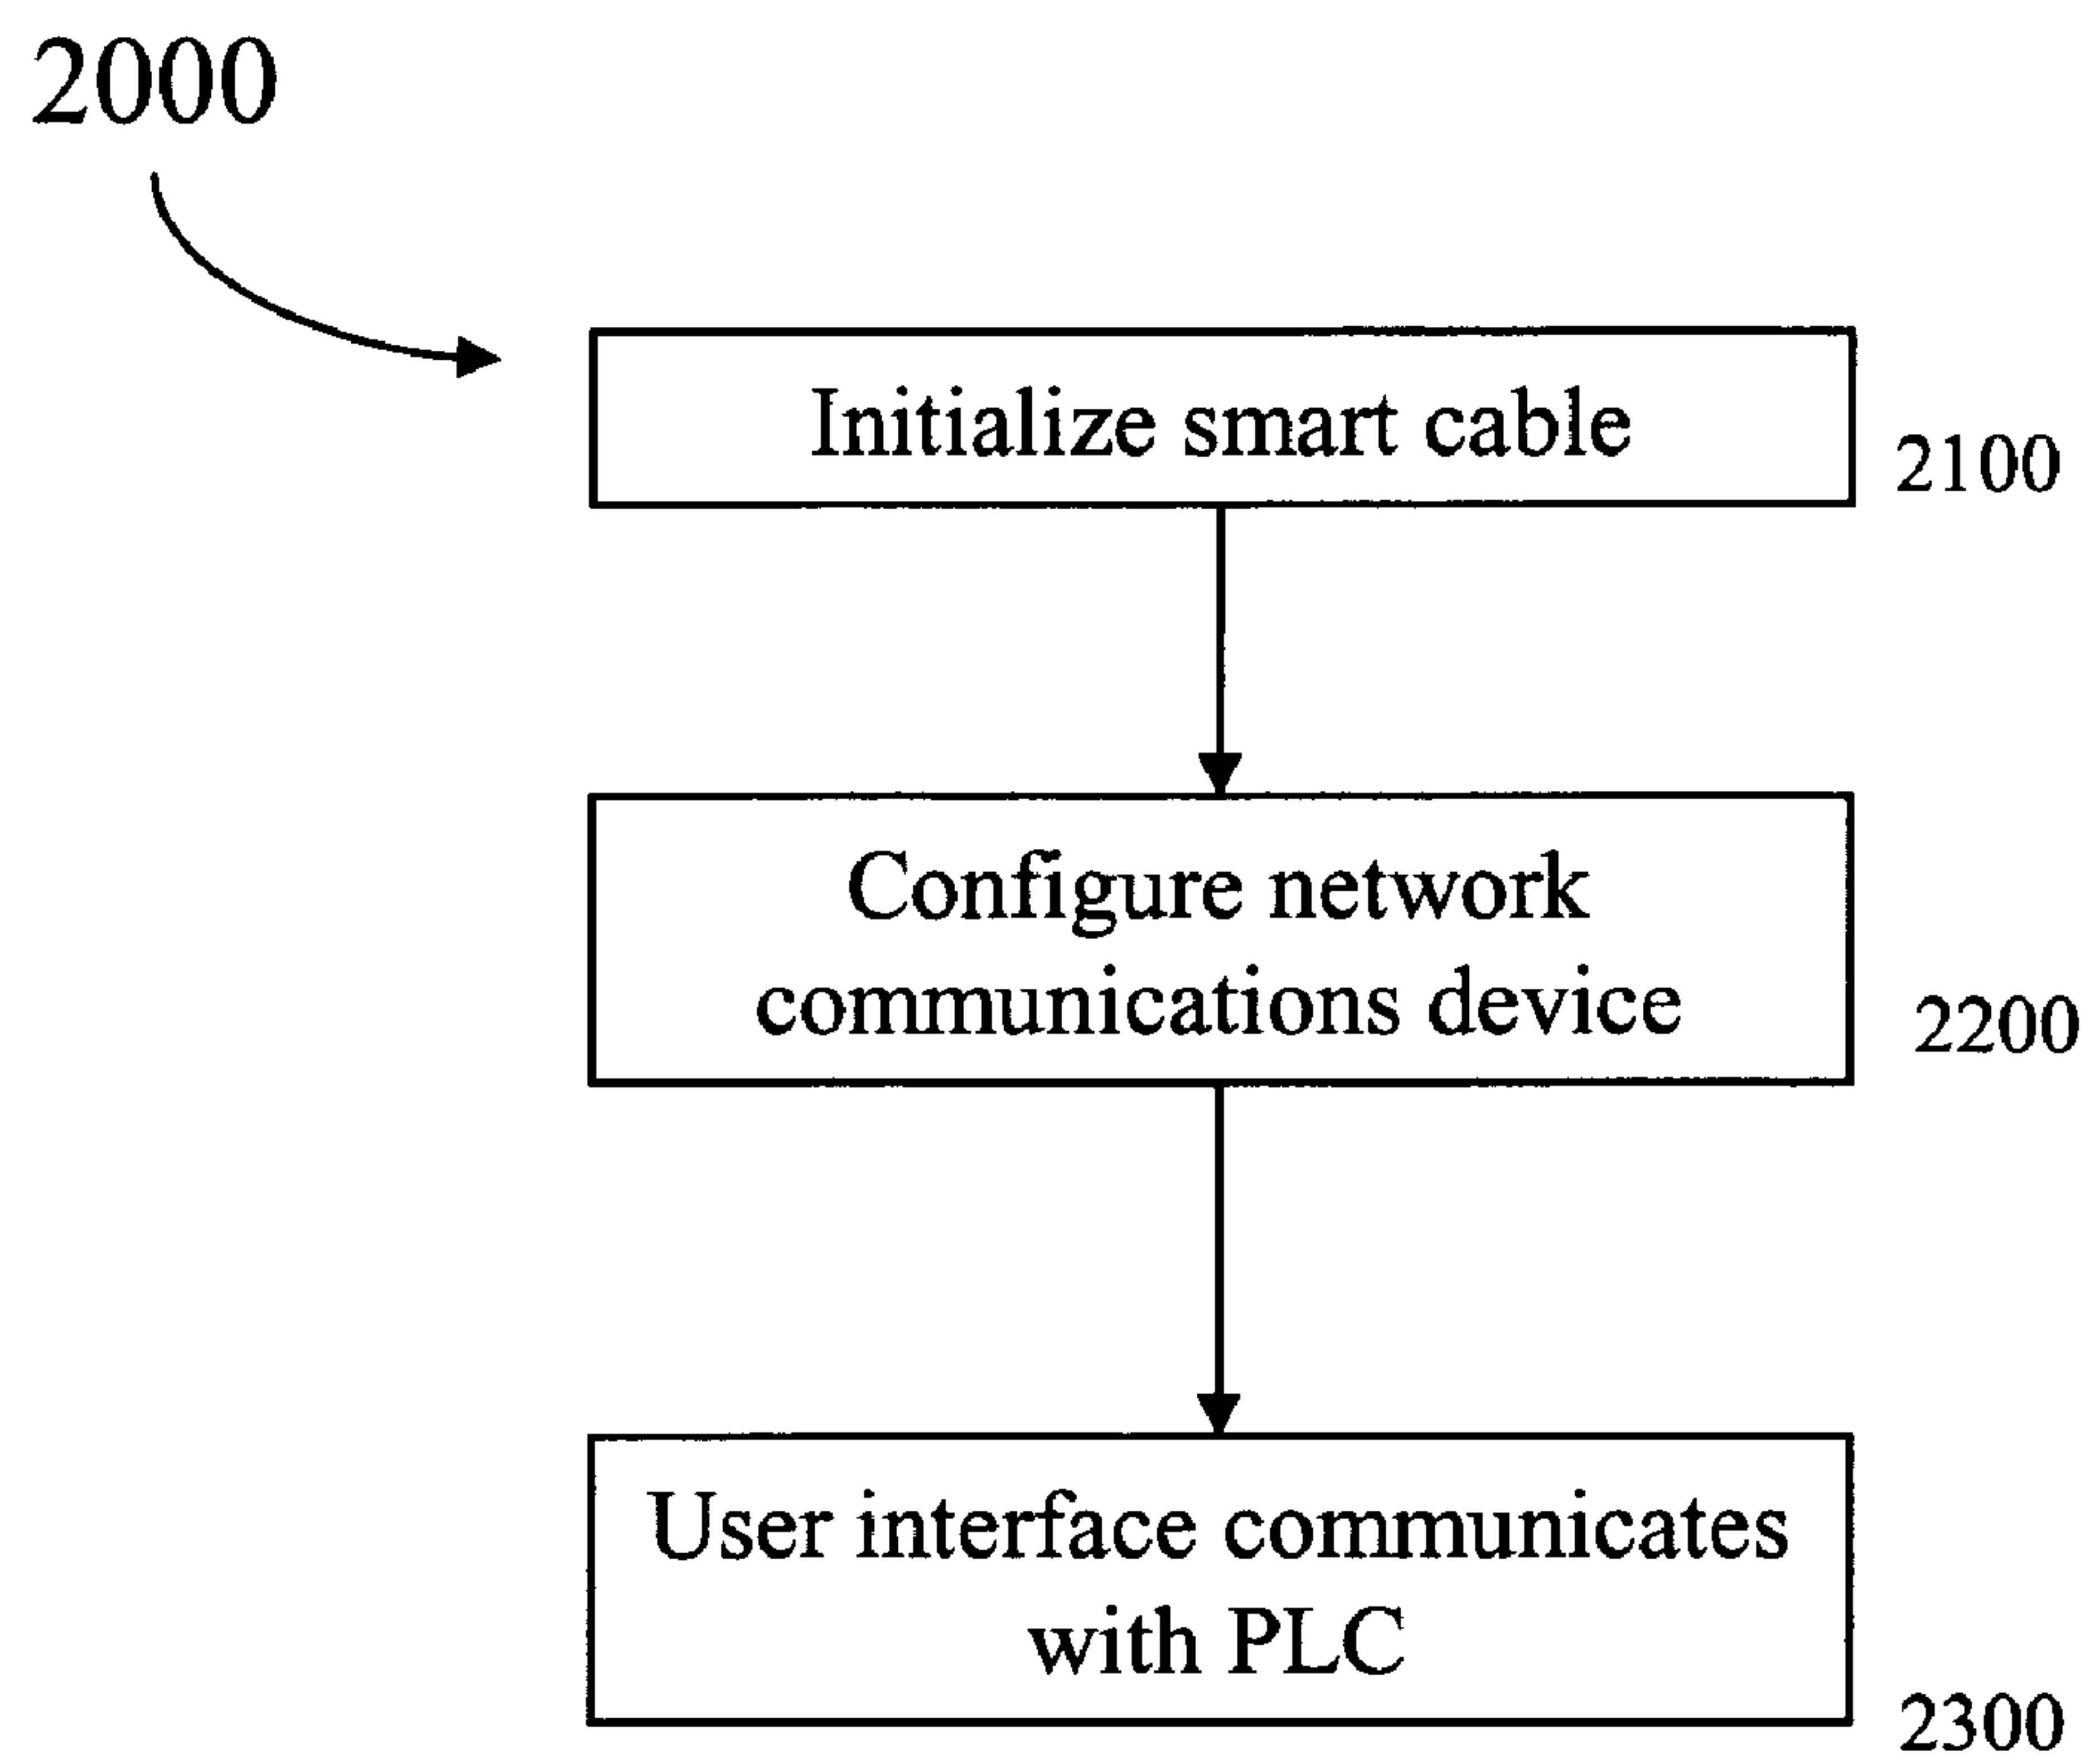 2000
Initialize smart cable
2100
Configure network
communications device
2200
User interface communicates
with PLC
2300